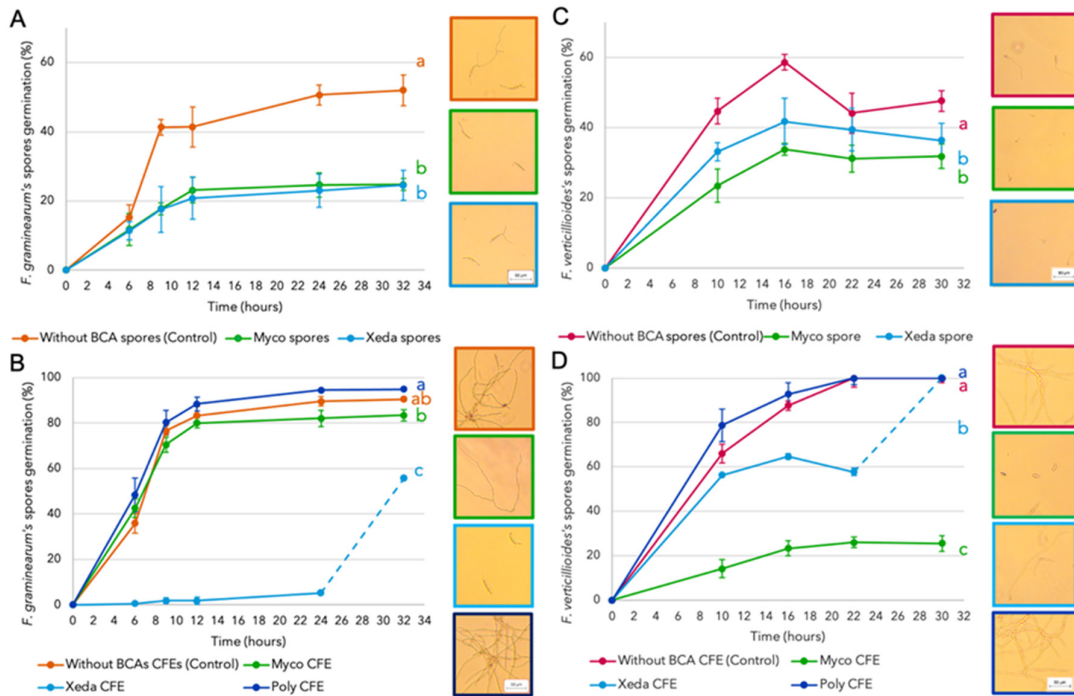 A
F. graminearum's spores germination (%)
60
40
20
0
a
b
b
0 2 4 6 8 10 12 14 16 18 20 22 24 26 28 30 32 34
Time (hours)
Without BCA spores (Control) Myco spores Xeda spores
C
F. verticillioides's spores germination (%)
60
40
20
0
a
b
b
0 2 4 6 8 10 12 14 16 18 20 22 24 26 28 30 32
Time (hours)
Without BCA spores (Control) Myco spore Xeda spore
B
F. graminearum's spores germination (%)
100
80
60
40
20
0
a
ab
b
c
0 2 4 6 8 10 12 14 16 18 20 22 24 26 28 30 32 34
Time (hours)
Without BCAs CFEs (Control) Myco CFE
Xeda CFE Poly CFE
D
F. verticillioides's spores germination (%)
100
80
60
40
20
0
a
a
b
c
0 2 4 6 8 10 12 14 16 18 20 22 24 26 28 30 32
Time (hours)
Without BCA CFE (Control) Myco CFE
Xeda CFE Poly CFE